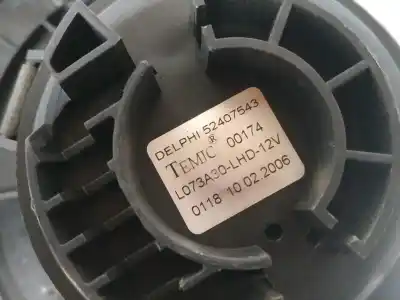 DELPHI 52407543
TEMIC® 00174
L073A30-LHD-12V
0118 10 02.2006